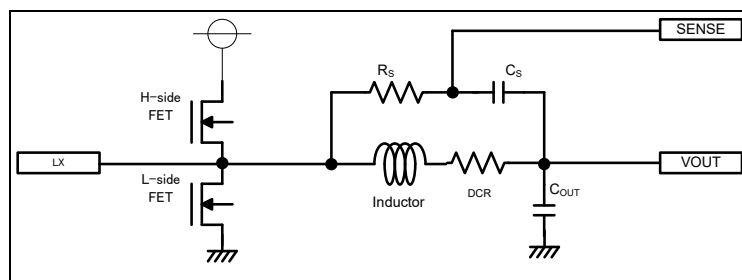 SENSE
RS
CS
H-side
FET
LX
VOUT
L-side
FET
Inductor
DCR
COUT